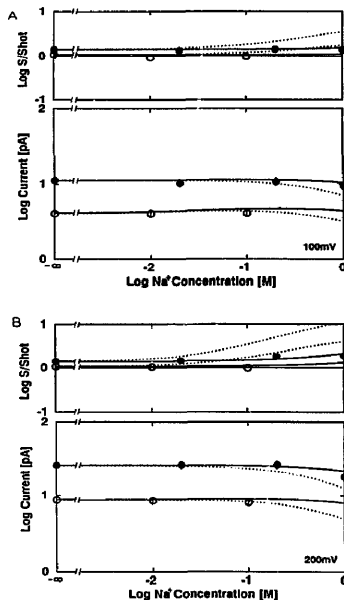 A
Log S/Shot
1
0
-1
Log Current [pA]
2
1
0
100mV
-∞ -2 -1 0
Log Na⁺ Concentration [M]
B
Log S/Shot
1
0
-1
Log Current [pA]
2
1
0
200mV
-∞ -2 -1 0
Log Na⁺ Concentration [M]